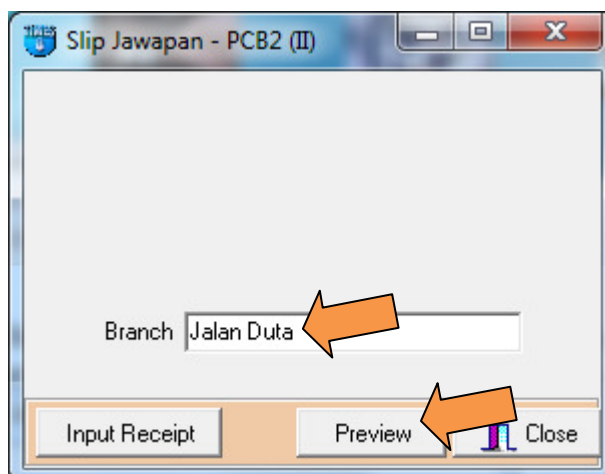 Slip Jawapan - PCB2 (II)
Branch Jalan Duta
Input Receipt Preview Close